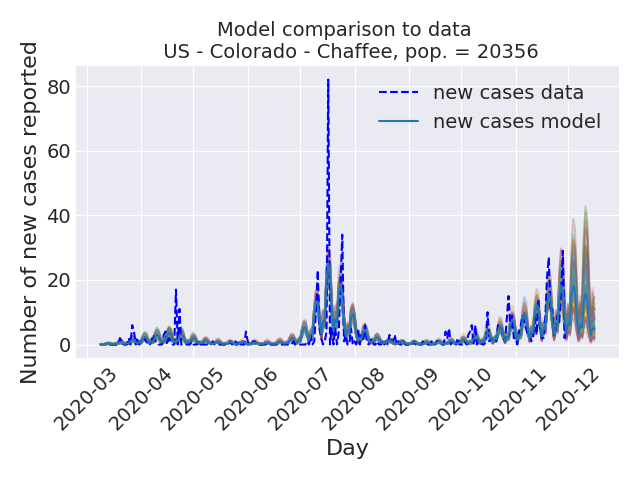 Model comparison to data
US - Colorado - Chaffee, pop. = 20356
Number of new cases reported
80
60
40
20
0
new cases data
new cases model
2020-03
2020-04
2020-05
2020-06
2020-07
2020-08
2020-09
2020-10
2020-11
2020-12
Day